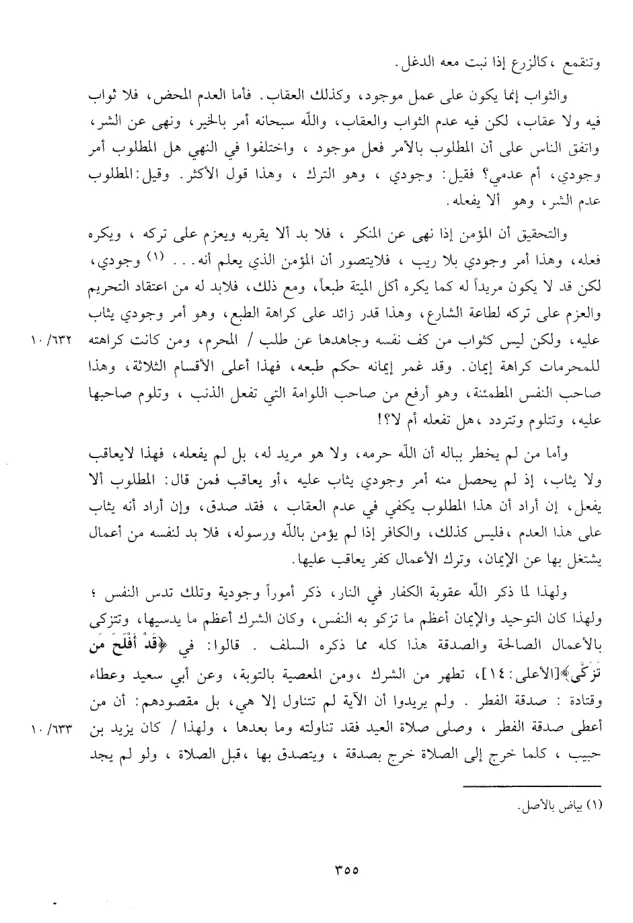 وتنقمع ،كالزرع إذا نبت معه الدغل.
والثواب إنما يكون على عمل موجود، وكذلك العقاب. فأما العدم المحض، فلا ثواب
فيه ولا عقاب، لكن فيه عدم الثواب والعقاب، والله سبحانه أمر بالخير، ونهى عن الشر،
واتفق الناس على أن المطلوب بالأمر فعل موجود ، واختلفوا في النهي هل المطلوب أمر
وجودي، أم عدمي؟ فقيل: وجودي ، وهو الترك ، وهذا قول الأكثر. وقيل: المطلوب
عدم الشر، وهو ألا يفعله.
والتحقيق أن المؤمن إذا نهى عن المنكر ، فلا بد ألا يقربه ويعزم على تركه ، ويكره
فعله، وهذا أمر وجودي بلا ريب ، فلايتصور أن المؤمن الذي يعلم أنه... (١) وجودي،
لكن قد لا يكون مريداً له كما يكره أكل الميتة طبعاً، ومع ذلك، فلابد له من اعتقاد التحريم
والعزم على تركه لطاعة الشارع، وهذا قدر زائد على كراهة الطبع، وهو أمر وجودي يثاب
عليه، ولكن ليس كثواب من كف نفسه وجاهدها عن طلب / المحرم، ومن كانت كراهته ١٠/٦٣٢
للمحرمات كراهة إيمان. وقد غمر إيمانه حكم طبعه، فهذا أعلى الأقسام الثلاثة، وهذا
صاحب النفس المطمئنة، وهو أرفع من صاحب اللوامة التي تفعل الذنب ، وتلوم صاحبها
عليه، وتتلوم وتتردد ،هل تفعله أم لا؟!
وأما من لم يخطر بباله أن الله حرمه، ولا هو مريد له، بل لم يفعله، فهذا لايعاقب
ولا يثاب، إذ لم يحصل منه أمر وجودي يثاب عليه ،أو يعاقب فمن قال: المطلوب ألا
يفعل، إن أراد أن هذا المطلوب يكفي في عدم العقاب ، فقد صدق، وإن أراد أنه يثاب
على هذا العدم ،فليس كذلك، والكافر إذا لم يؤمن بالله ورسوله، فلا بد لنفسه من أعمال
يشتغل بها عن الإيمان، وترك الأعمال كفر يعاقب عليها.
ولهذا لما ذكر الله عقوبة الكفار في النار، ذكر أموراً وجودية وتلك تدس النفس ؛
ولهذا كان التوحيد والإيمان أعظم ما تزكو به النفس، وكان الشرك أعظم ما يدسيها، وتتزكى
بالأعمال الصالحة والصدقة هذا كله مما ذكره السلف . قالوا: في ﴿قَدْ أَفْلَحَ مَن
تَزَكَّىٰ﴾[الأعلى:١٤]، تطهر من الشرك ،ومن المعصية بالتوبة، وعن أبي سعيد وعطاء
وقتادة : صدقة الفطر . ولم يريدوا أن الآية لم تتناول إلا هي، بل مقصودهم: أن من
أعطى صدقة الفطر ، وصلى صلاة العيد فقد تناولته وما بعدها ، ولهذا / كان يزيد بن ١٠/٦٣٣
حبيب ، كلما خرج إلى الصلاة خرج بصدقة ، ويتصدق بها ،قبل الصلاة ، ولو لم يجد
(١) بياض بالأصل.
٣٥٥